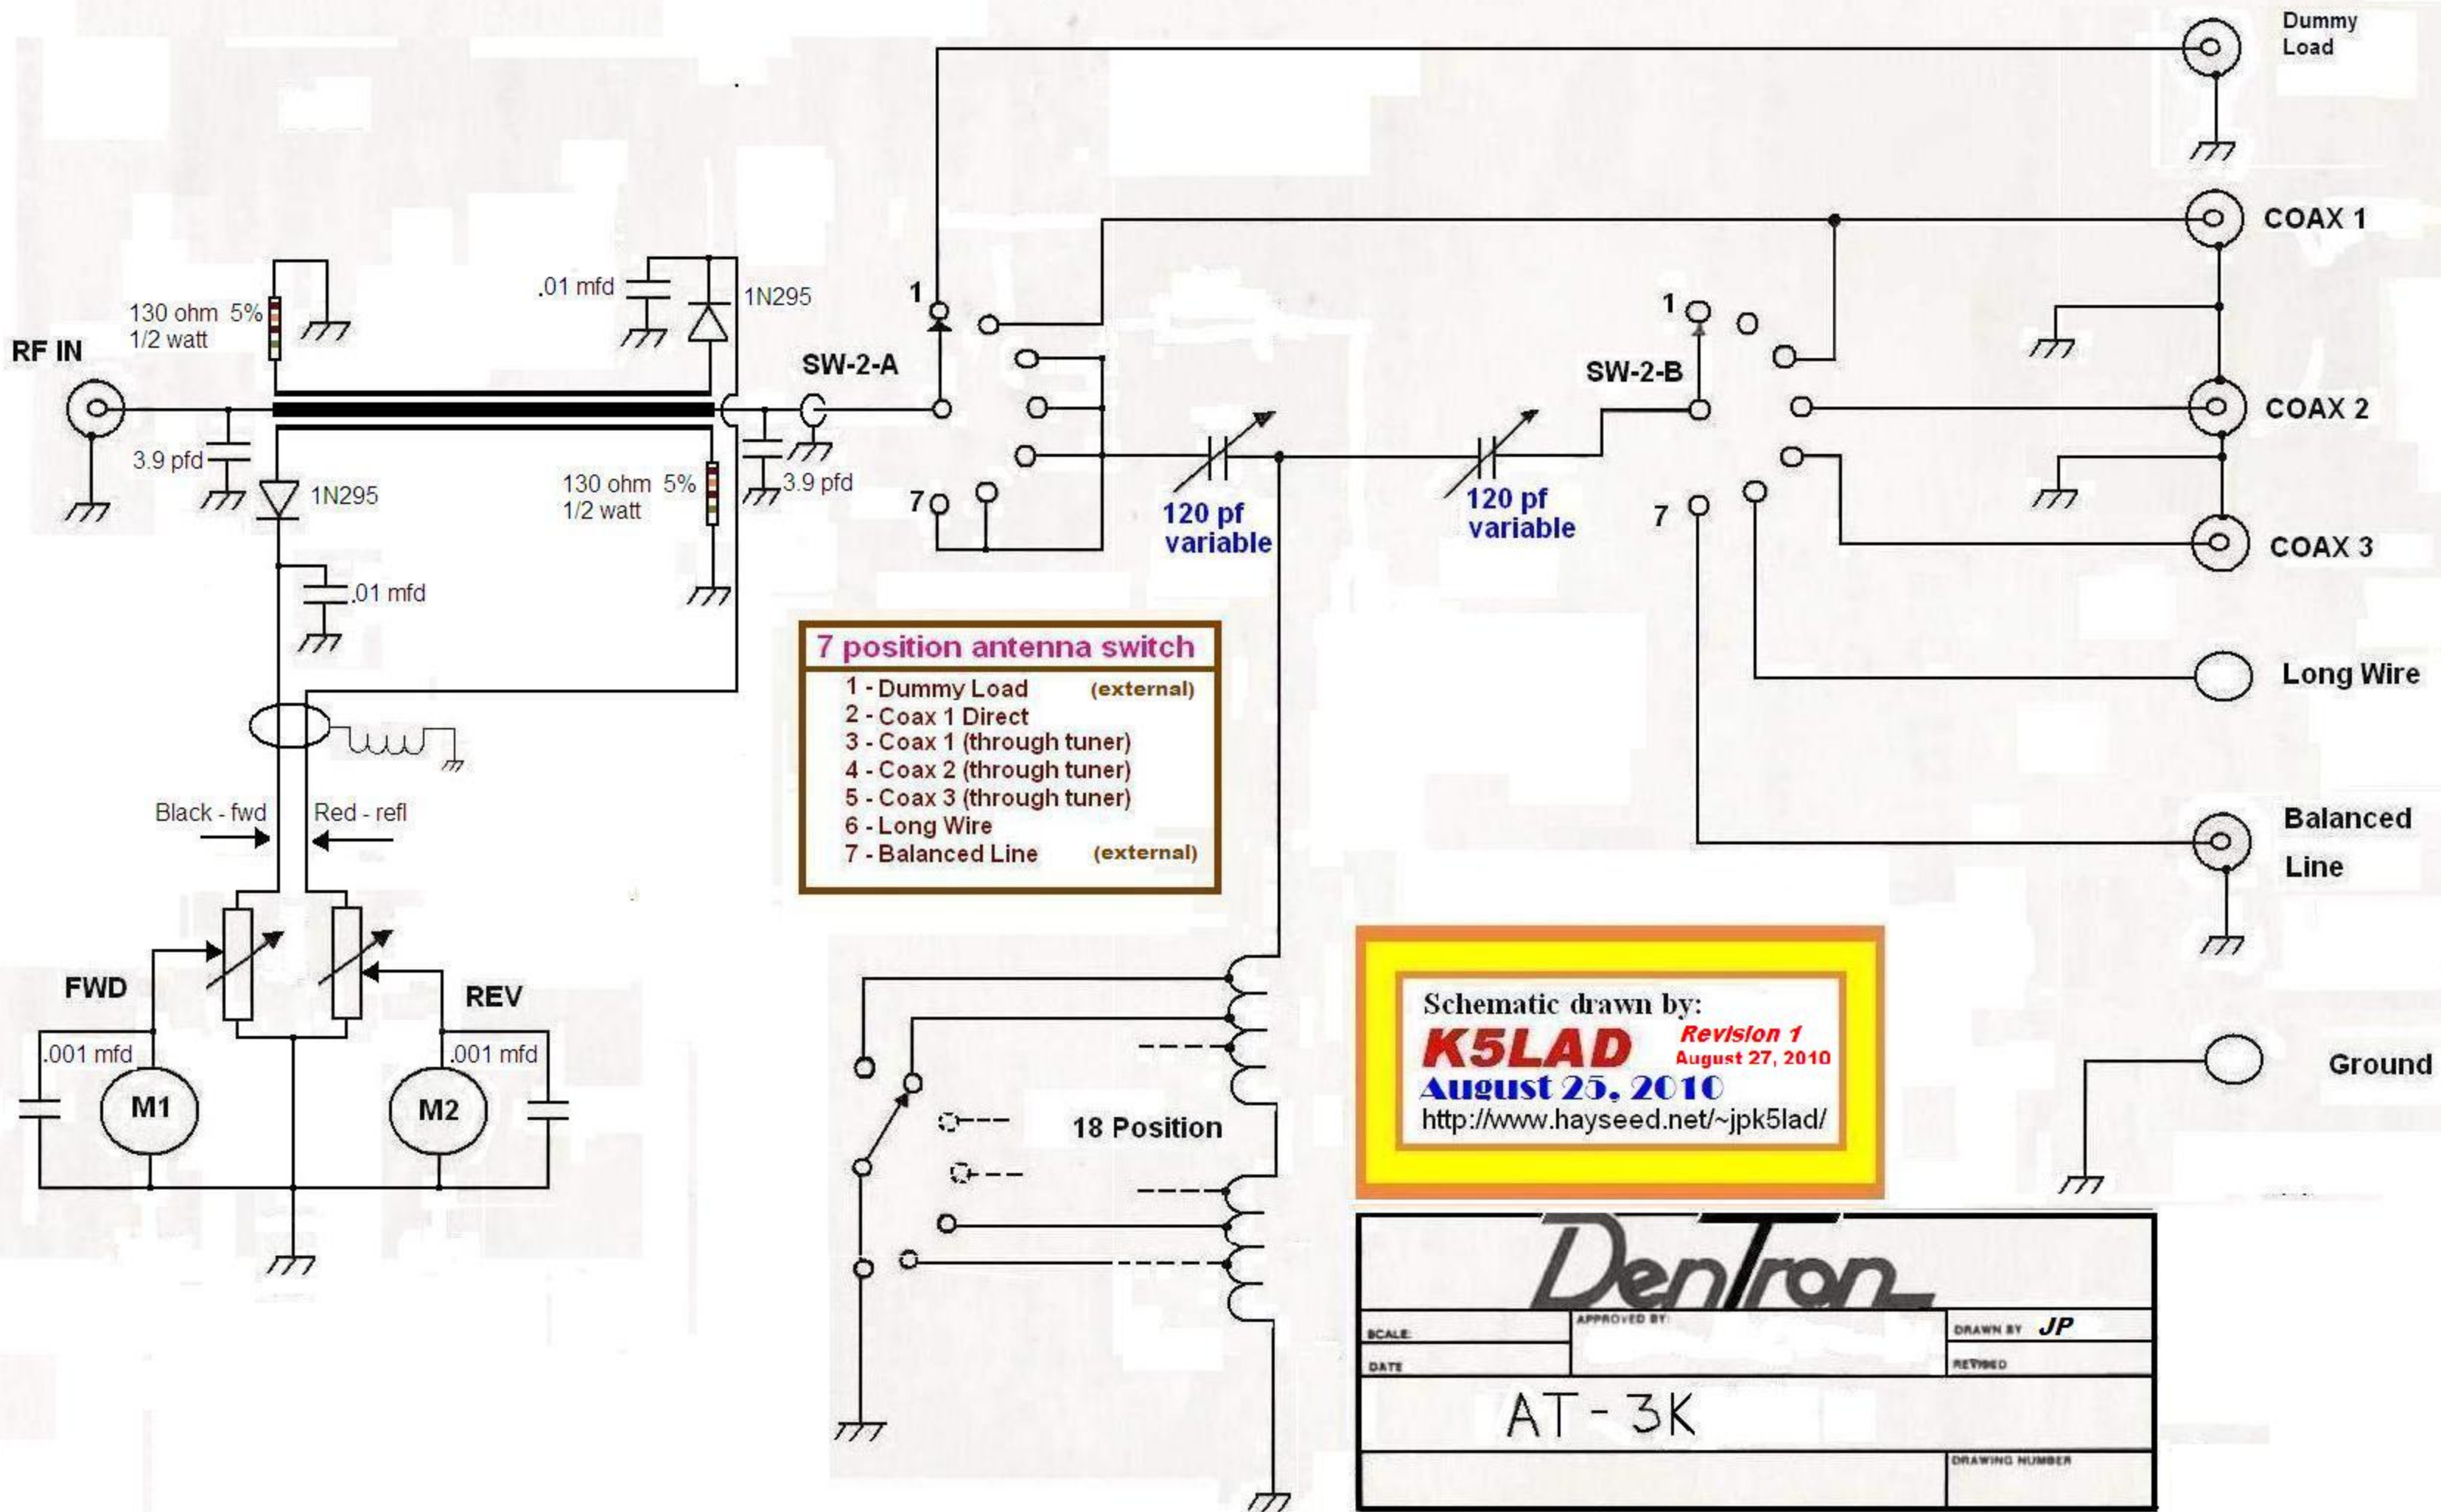 Dummy
Load
COAX 1
COAX 2
COAX 3
Long Wire
Balanced
Line
Ground
RF IN
130 ohm 5%
1/2 watt
.01 mfd
1N295
3.9 pfd
1N295
130 ohm 5%
1/2 watt
3.9 pfd
.01 mfd
SW-2-A
1
7
120 pf
variable
120 pf
variable
SW-2-B
1
7
7 position antenna switch
1 - Dummy Load (external)
2 - Coax 1 Direct
3 - Coax 1 (through tuner)
4 - Coax 2 (through tuner)
5 - Coax 3 (through tuner)
6 - Long Wire
7 - Balanced Line (external)
Black - fwd
Red - refl
FWD
REV
.001 mfd
.001 mfd
M1
M2
18 Position
Schematic drawn by:
K5LAD
Revision 1
August 27, 2010
August 25, 2010
http://www.hayseed.net/~jpk5lad/
DenTron
SCALE:
APPROVED BY:
DRAWN BY JP
DATE
REVISED
AT - 3K
DRAWING NUMBER